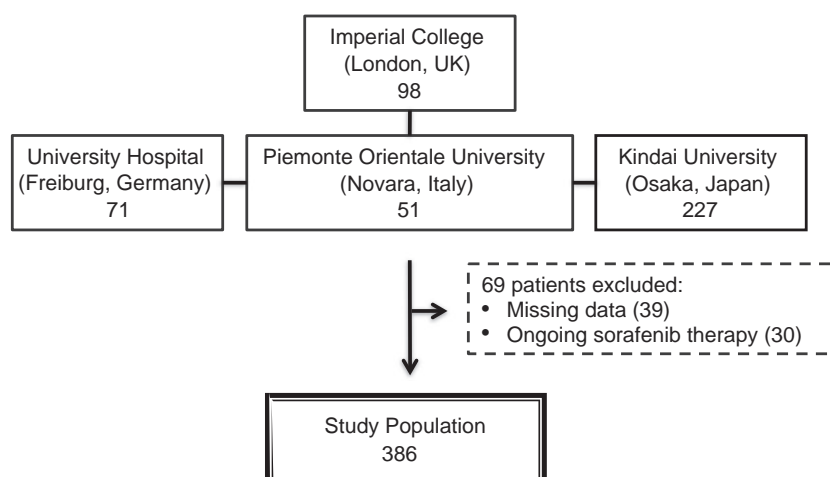 Imperial College
(London, UK)
98
University Hospital
(Freiburg, Germany)
71
Piemonte Orientale University
(Novara, Italy)
51
Kindai University
(Osaka, Japan)
227
69 patients excluded:
• Missing data (39)
• Ongoing sorafenib therapy (30)
Study Population
386